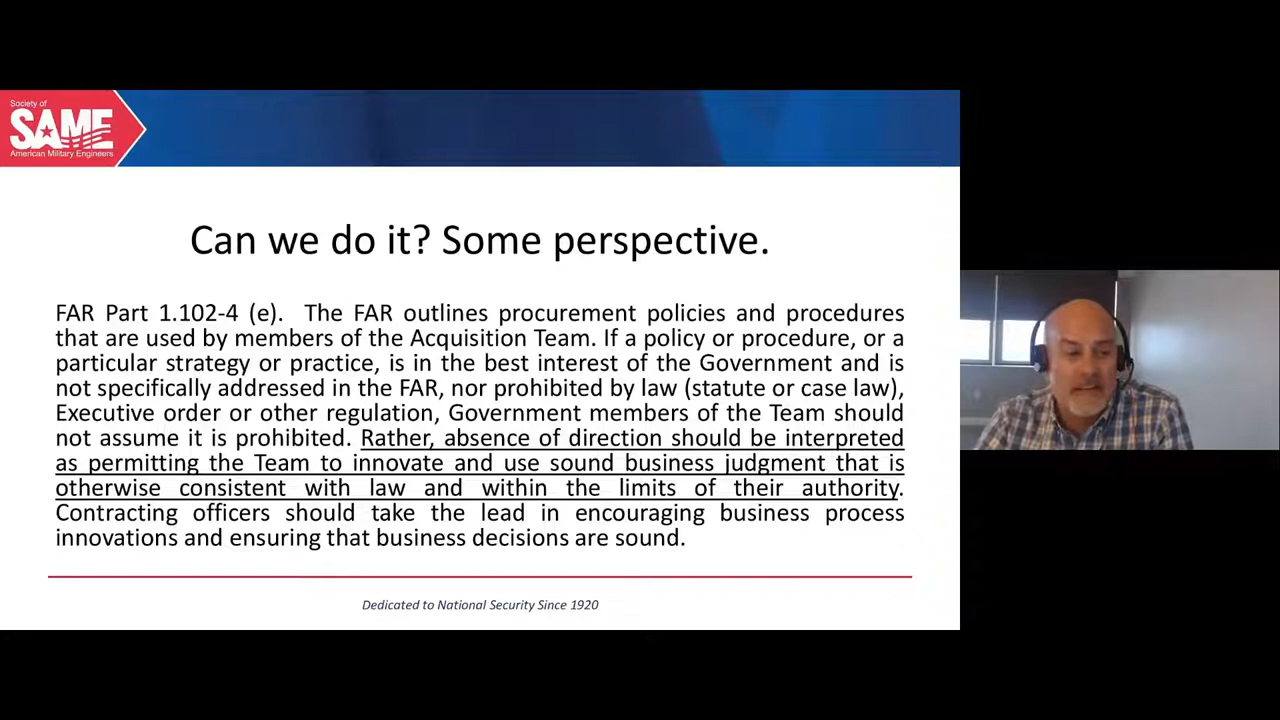 Society of
SAME
American Military Engineers
Can we do it? Some perspective.
FAR Part 1.102-4 (e). The FAR outlines procurement policies and procedures
that are used by members of the Acquisition Team. If a policy or procedure, or a
particular strategy or practice, is in the best interest of the Government and is
not specifically addressed in the FAR, nor prohibited by law (statute or case law),
Executive order or other regulation, Government members of the Team should
not assume it is prohibited. Rather, absence of direction should be interpreted
as permitting the Team to innovate and use sound business judgment that is
otherwise consistent with law and within the limits of their authority.
Contracting officers should take the lead in encouraging business process
innovations and ensuring that business decisions are sound.
Dedicated to National Security Since 1920